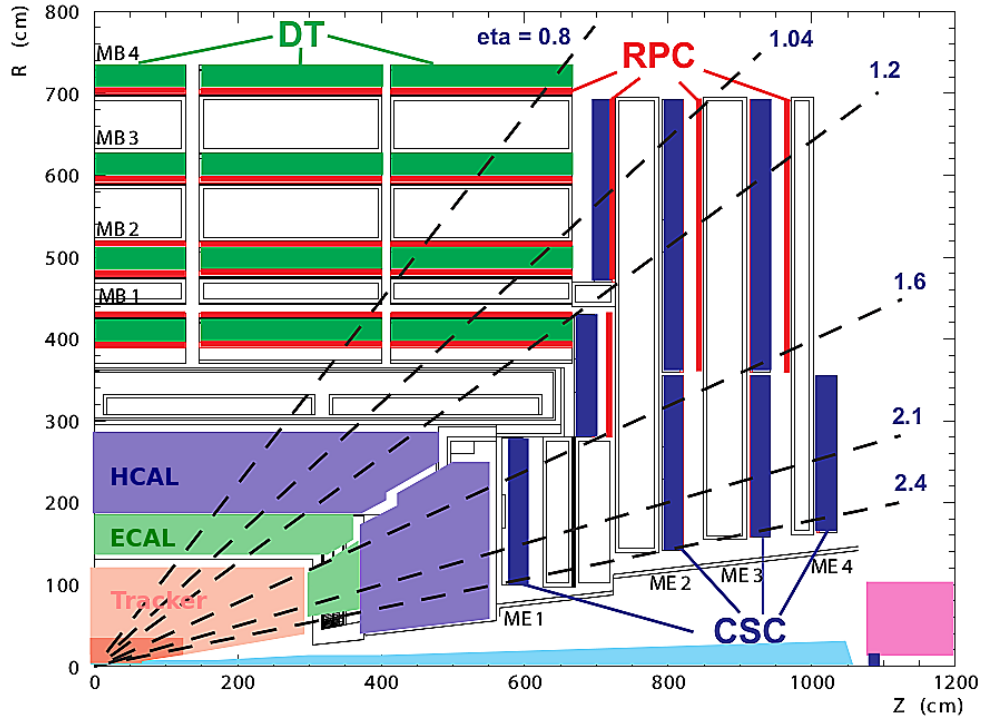 R (cm)
800
700
600
500
400
300
200
100
0
MB 4
DT
eta = 0.8
1.04
RPC
1.2
MB 3
MB 2
MB 1
1.6
2.1
2.4
HCAL
ECAL
Tracker
ME 1
ME 2
ME 3
ME 4
CSC
0
200
400
600
800
1000
1200
Z (cm)